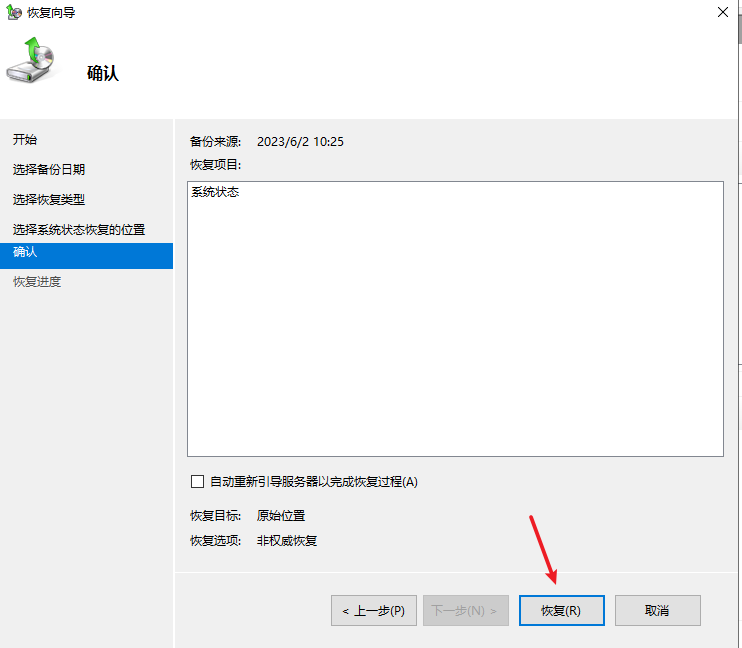 恢复向导
确认
开始
选择备份日期
选择恢复类型
选择系统状态恢复的位置
确认
恢复进度
备份来源: 2023/6/2 10:25
恢复项目:
系统状态
自动重新引导服务器以完成恢复过程(A)
恢复目标: 原始位置
恢复选项: 非权威恢复
< 上一步(P) 下一步(N) > 恢复(R) 取消